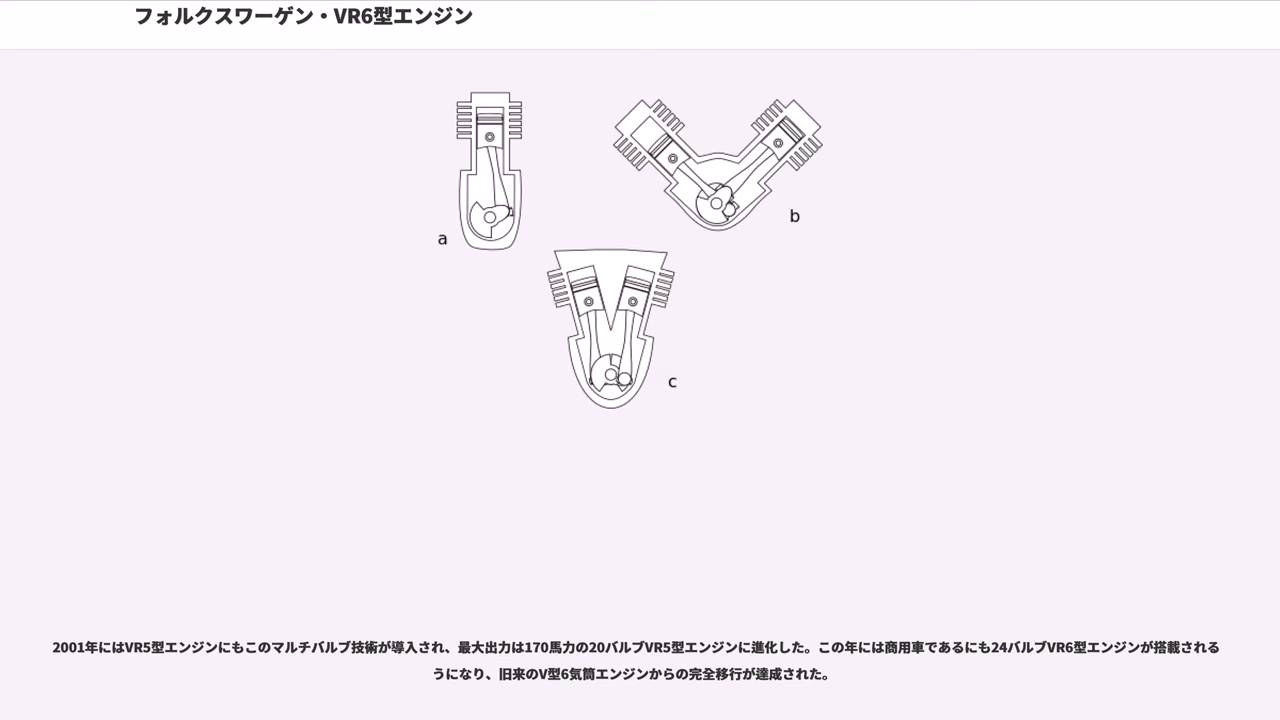 フォルクスワーゲン・VR6型エンジン
a
b
c
2001年にはVR5型エンジンにもこのマルチバルブ技術が導入され、最大出力は170馬力の20バルブVR5型エンジンに進化した。この年には商用車であるにも24バルブVR6型エンジンが搭載される
うになり、旧来のV型6気筒エンジンからの完全移行が達成された。